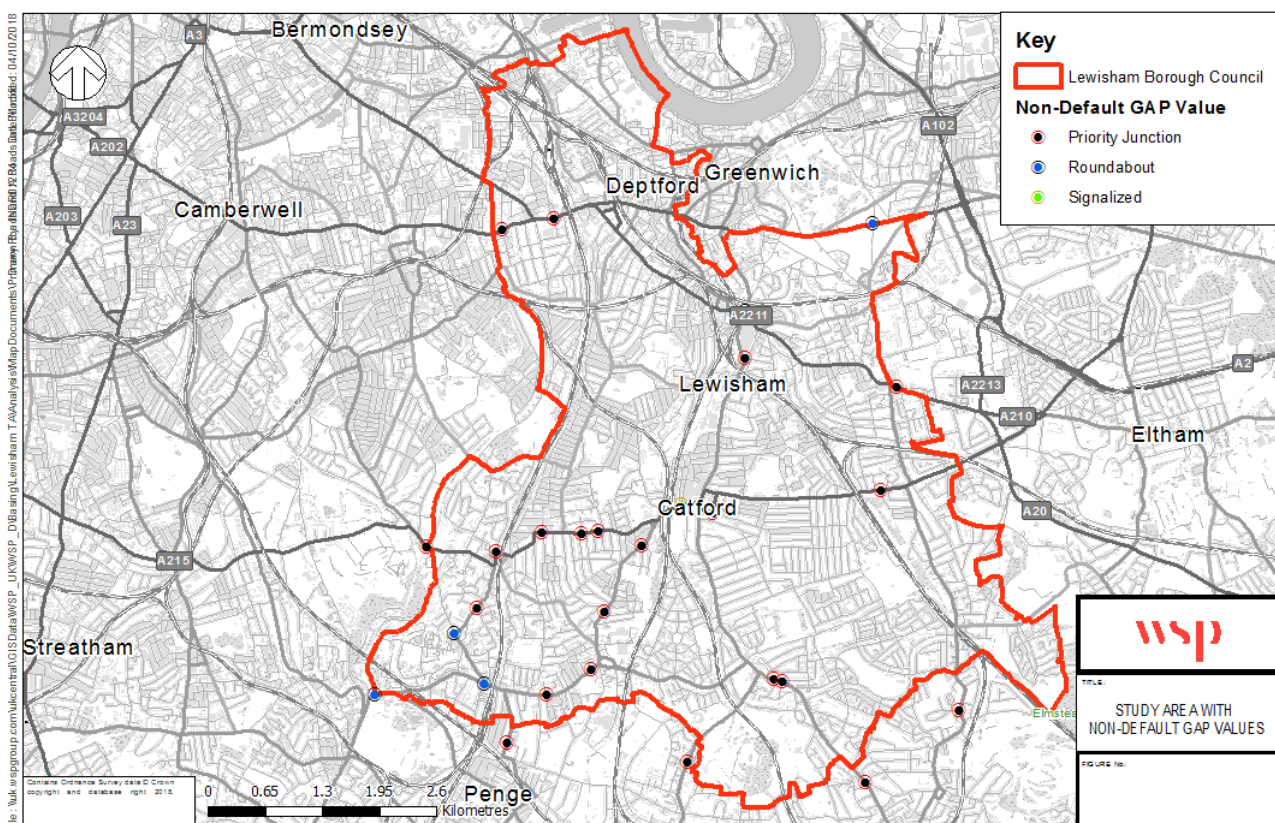 Bermondsey
A3
Key
Lewisham Borough Council
Non-Default GAP Value
Priority Junction
Roundabout
Signalized
A3204
A202
A102
Greenwich
Deptford
A203
Camberwell
A23
A2211
Lewisham
A2
A2213
A210
Eltham
Catford
A20
A215
Streatham
wsp
TITLE:
STUDY AREA WITH
NON-DEFAULT GAP VALUES
FIGURE No:
Contains Ordnance Survey data © Crown
copyright and database right 2018.
0 0.65 1.3 1.95 2.6
Kilometres
Penge